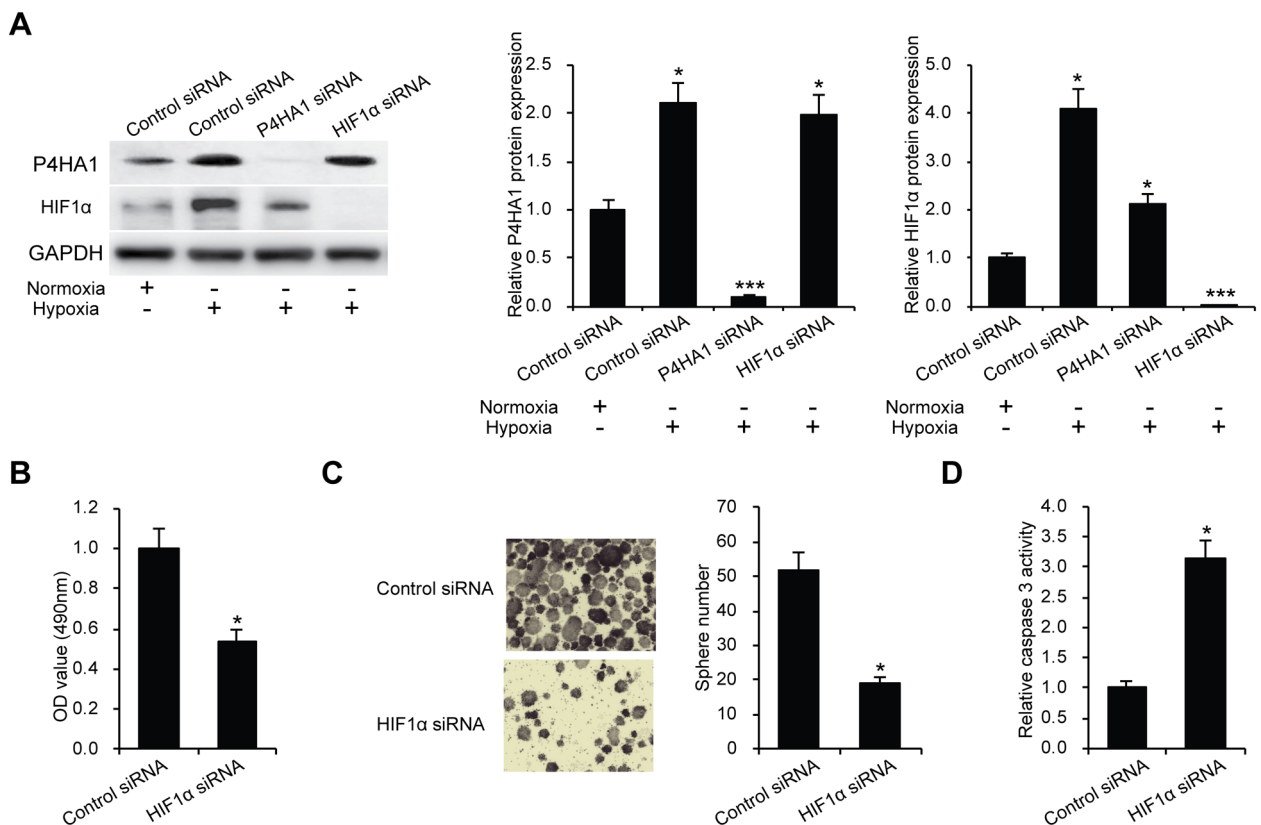 A
Control siRNA
Control siRNA
P4HA1 siRNA
HIF1α siRNA
P4HA1
HIF1α
GAPDH
Normoxia + - - -
Hypoxia - + + +
Relative P4HA1 protein expression
2.5
2.0
1.5
1.0
0.5
0.0
*
***
*
Control siRNA
Control siRNA
P4HA1 siRNA
HIF1α siRNA
Normoxia + - - -
Hypoxia - + + +
Relative HIF1α protein expression
5.0
4.0
3.0
2.0
1.0
0.0
*
*
***
Control siRNA
Control siRNA
P4HA1 siRNA
HIF1α siRNA
Normoxia + - - -
Hypoxia - + + +
B
OD value (490nm)
1.2
1.0
0.8
0.6
0.4
0.2
0.0
*
Control siRNA
HIF1α siRNA
C
Control siRNA
HIF1α siRNA
Sphere number
70
60
50
40
30
20
10
0
*
Control siRNA
HIF1α siRNA
D
Relative caspase 3 activity
4.0
3.5
3.0
2.5
2.0
1.5
1.0
0.5
0.0
*
Control siRNA
HIF1α siRNA